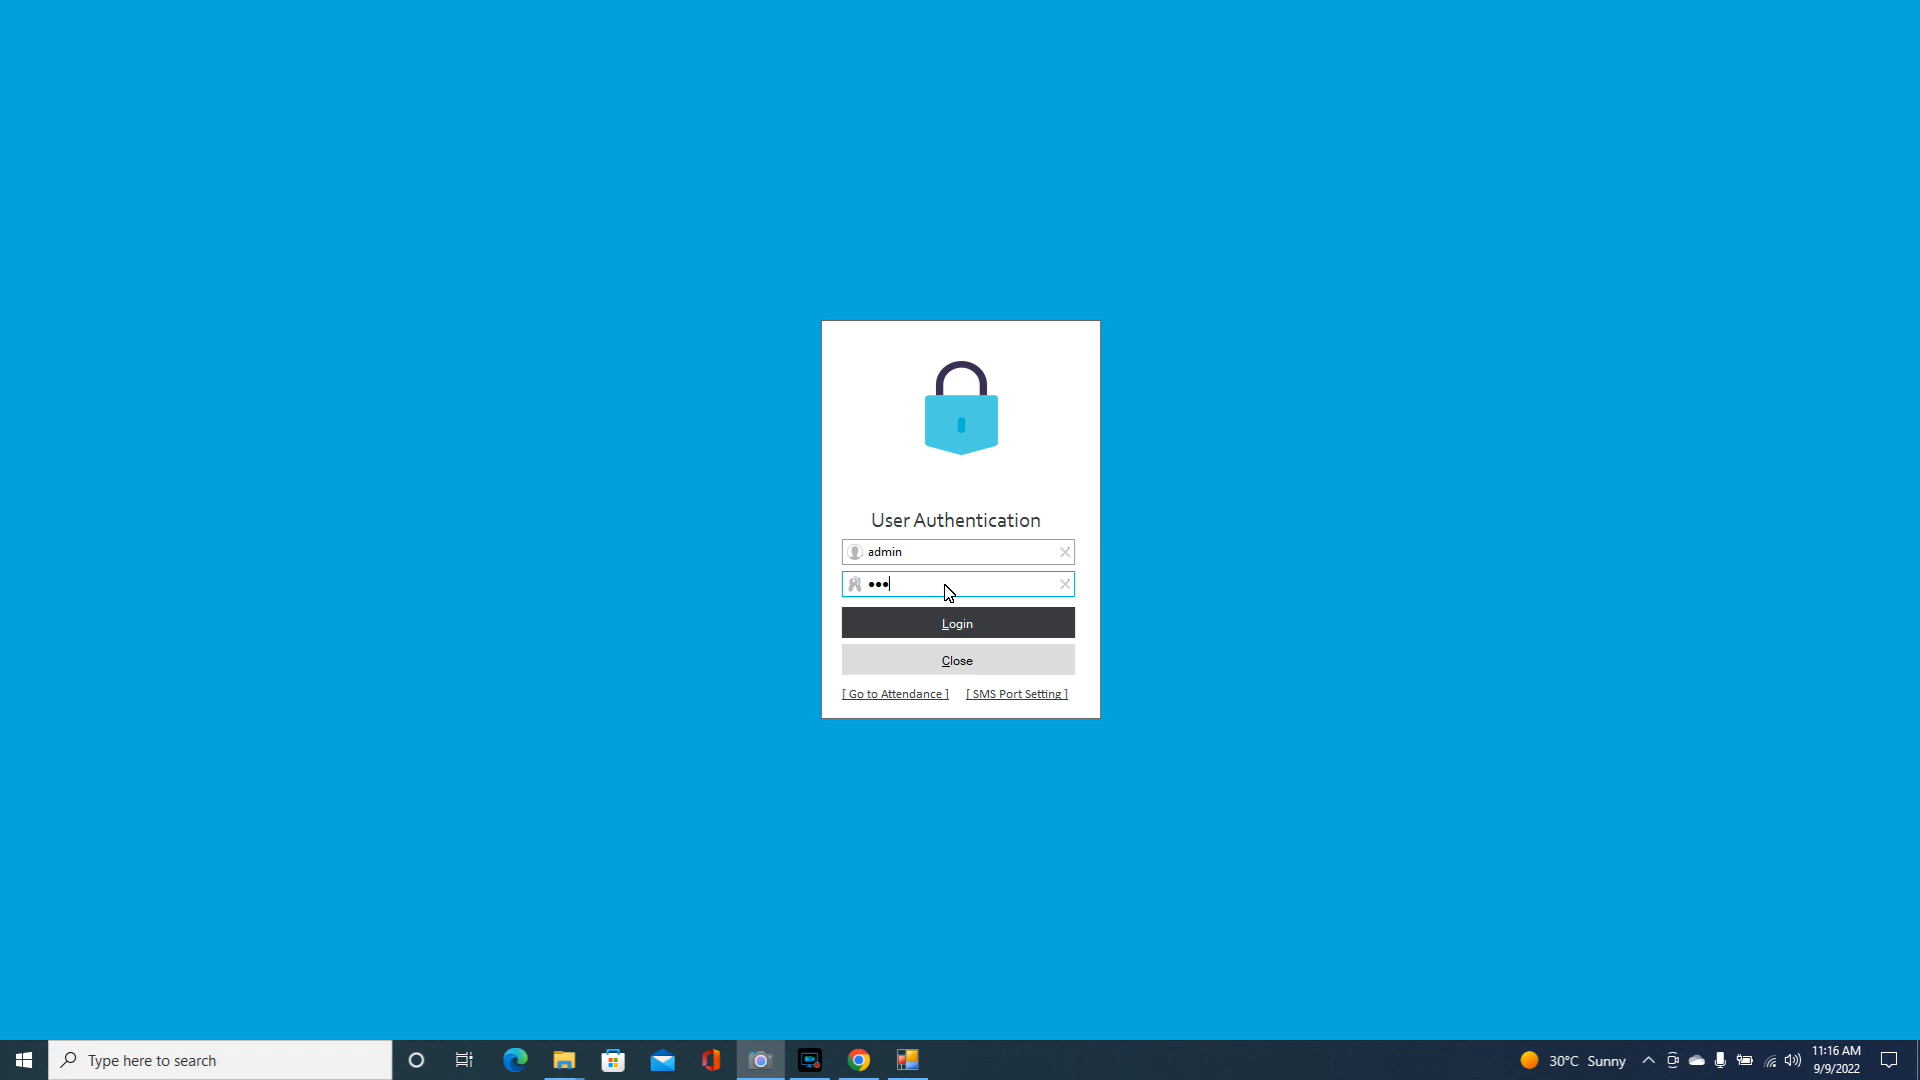 User Authentication
admin
•••
Login
Close
[ Go to Attendance ] [ SMS Port Setting ]
Type here to search
30°C Sunny
11:16 AM
9/9/2022